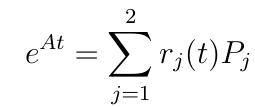 $e^{At} = \sum_{j=1}^{2} r_j(t) P_j$